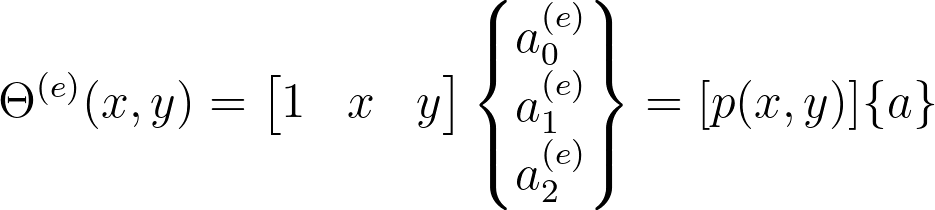 Θ^{(e)}(x, y) = [1 x y] {a_0^{(e)} a_1^{(e)} a_2^{(e)}} = [p(x, y)]{a}